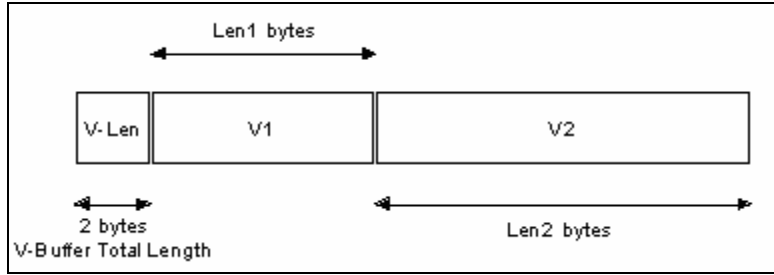 Len1 bytes
V-Len
V1
V2
2 bytes
V-Buffer Total Length
Len2 bytes